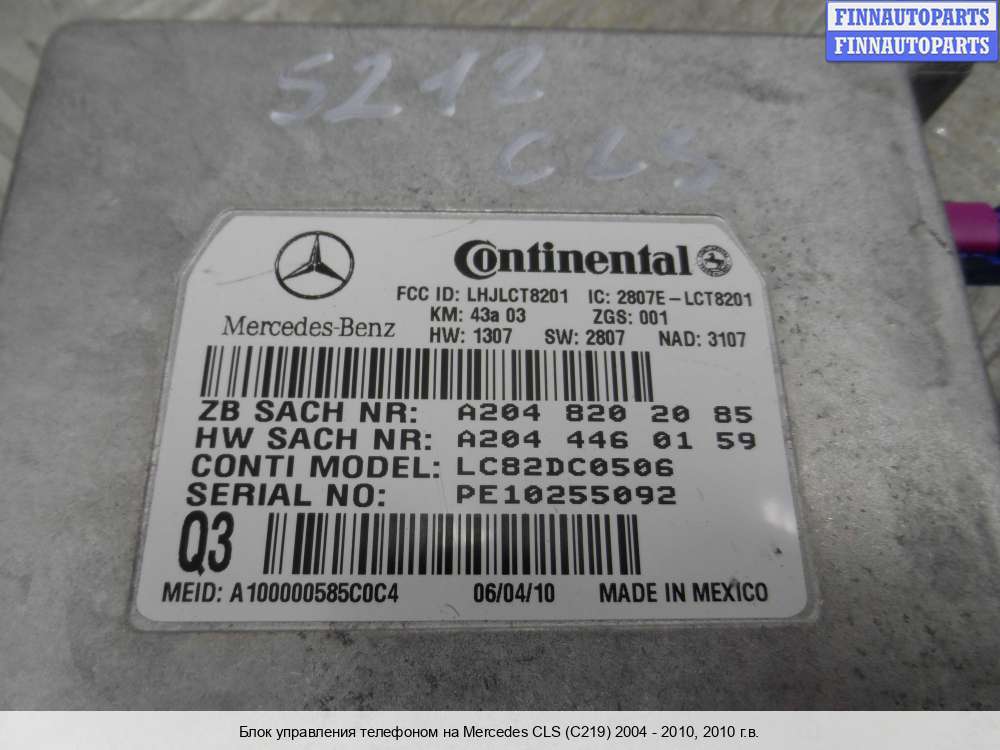 FINNAUTOPARTS
FINNAUTOPARTS
5212
CLS
Continental
FCC ID: LHJLCT8201 IC: 2807E-LCT8201
KM: 43a 03 ZGS: 001
Mercedes-Benz
HW: 1307 SW: 2807 NAD: 3107
ZB SACH NR: A204 820 20 85
HW SACH NR: A204 446 01 59
CONTI MODEL: LC82DC0506
SERIAL NO: PE10255092
Q3
MEID: A100000585C0C4 06/04/10 MADE IN MEXICO
Блок управления телефоном на Mercedes CLS (C219) 2004 - 2010, 2010 г.в.